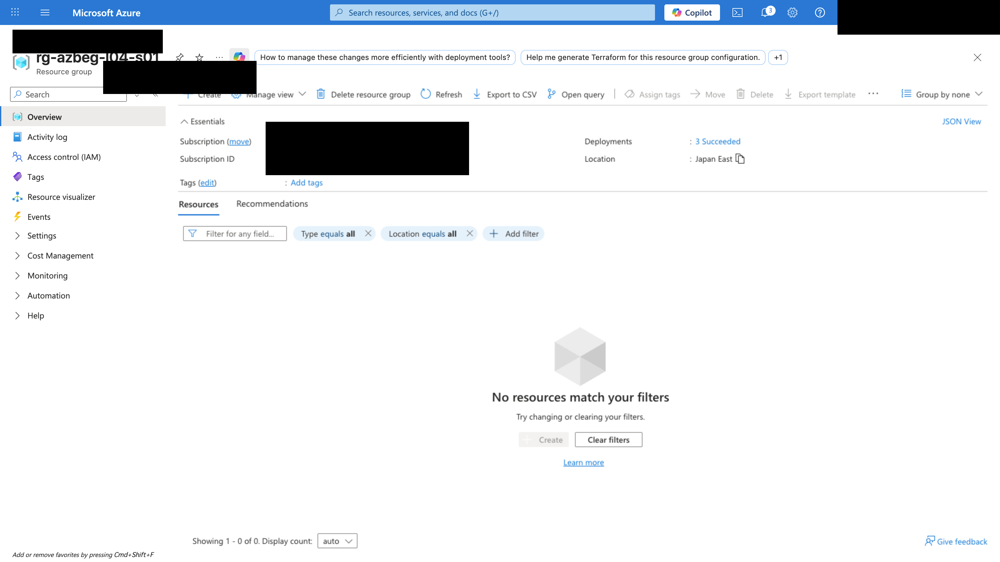 Microsoft Azure
Search resources, services, and docs (G+/)
Copilot
3
rg-azbeg-l04-s01
Resource group
How to manage these changes more efficiently with deployment tools?
Help me generate Terraform for this resource group configuration.
+1
Search
Create
Manage view
Delete resource group
Refresh
Export to CSV
Open query
Assign tags
Move
Delete
Export template
Group by none
Overview
Activity log
Access control (IAM)
Tags
Resource visualizer
Events
Settings
Cost Management
Monitoring
Automation
Help
Essentials
JSON View
Subscription (move)
Deployments : 3 Succeeded
Subscription ID
Location : Japan East
Tags (edit) : Add tags
Resources
Recommendations
Filter for any field...
Type equals all
Location equals all
Add filter
No resources match your filters
Try changing or clearing your filters.
Create
Clear filters
Learn more
Showing 1 - 0 of 0. Display count: auto
Give feedback
Add or remove favorites by pressing Cmd+Shift+F